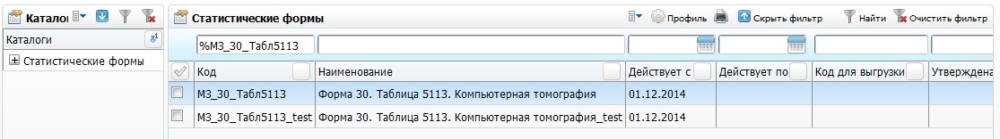 Каталоги
Каталоги
Статистические формы
Статистические формы
Профиль
Скрыть фильтр
Найти
Очистить фильтр
%МЗ_30_Табл5113
Код Наименование Действует с Действует по Код для выгрузки Утверждена
МЗ_30_Табл5113 Форма 30. Таблица 5113. Компьютерная томография 01.12.2014
МЗ_30_Табл5113_test Форма 30. Таблица 5113. Компьютерная томография_test 01.12.2014